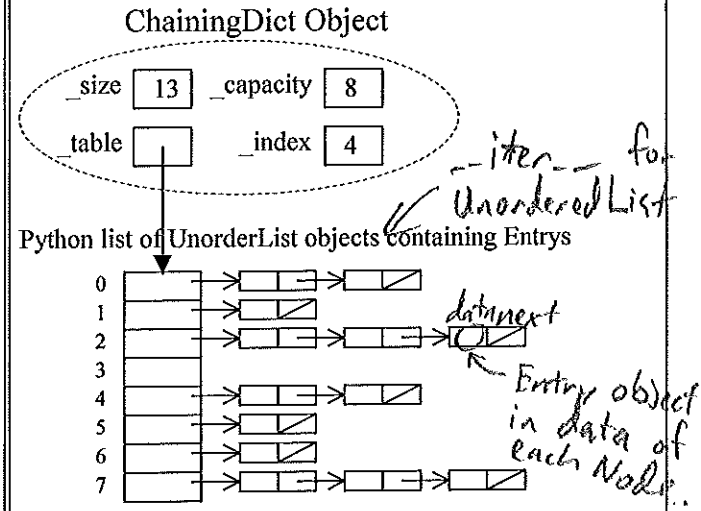 ChainingDict Object
_size 13 _capacity 8
_table _index 4
__iter__ for
UnorderedList
Python list of UnorderList objects containing Entrys
0
1
data next
2
3
Entry object
4
in data of
5
each Node.
6
7